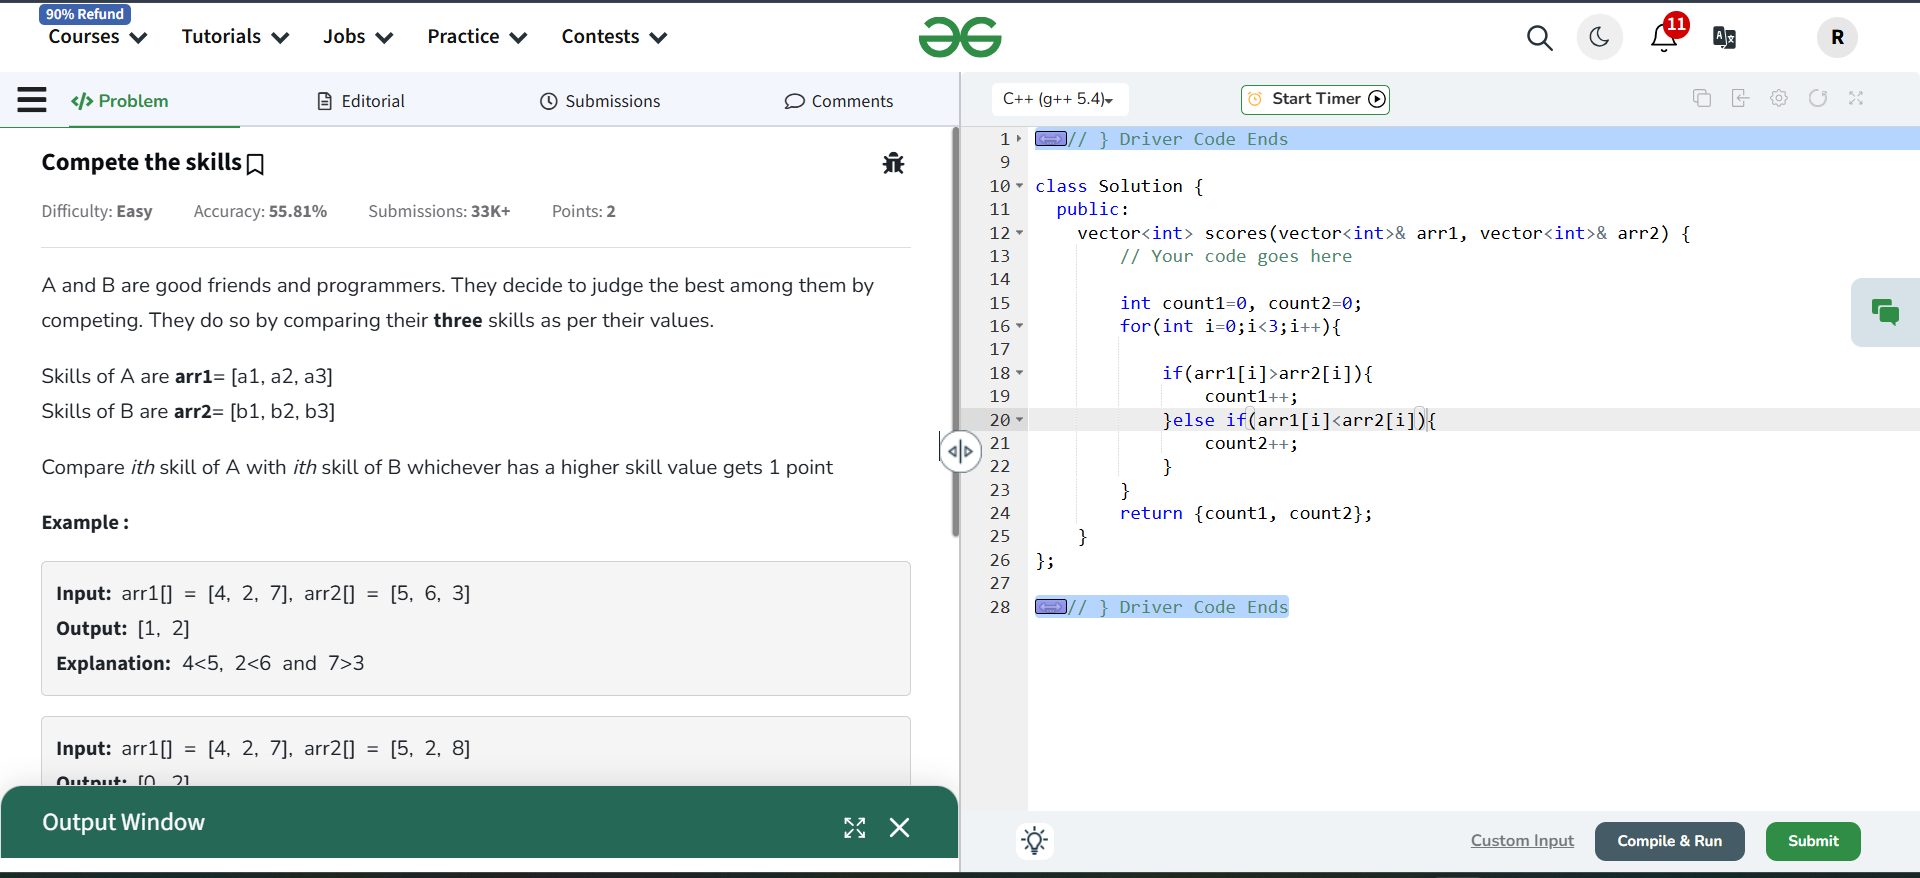 90% Refund
Courses Tutorials Jobs Practice Contests
11
R
</> Problem Editorial Submissions Comments
Compete the skills
Difficulty: Easy Accuracy: 55.81% Submissions: 33K+ Points: 2
A and B are good friends and programmers. They decide to judge the best among them by
competing. They do so by comparing their three skills as per their values.
Skills of A are arr1= [a1, a2, a3]
Skills of B are arr2= [b1, b2, b3]
Compare ith skill of A with ith skill of B whichever has a higher skill value gets 1 point
Example :
Input: arr1[] = [4, 2, 7], arr2[] = [5, 6, 3]
Output: [1, 2]
Explanation: 4<5, 2<6 and 7>3
Input: arr1[] = [4, 2, 7], arr2[] = [5, 2, 8]
Output: [0, 2]
Output Window
C++ (g++ 5.4) Start Timer
1 // } Driver Code Ends
9
10 class Solution {
11 public:
12 vector<int> scores(vector<int>& arr1, vector<int>& arr2) {
13 // Your code goes here
14
15 int count1=0, count2=0;
16 for(int i=0;i<3;i++){
17
18 if(arr1[i]>arr2[i]){
19 count1++;
20 }else if(arr1[i]<arr2[i]){
21 count2++;
22 }
23 }
24 return {count1, count2};
25 }
26 };
27
28 // } Driver Code Ends
Custom Input Compile & Run Submit